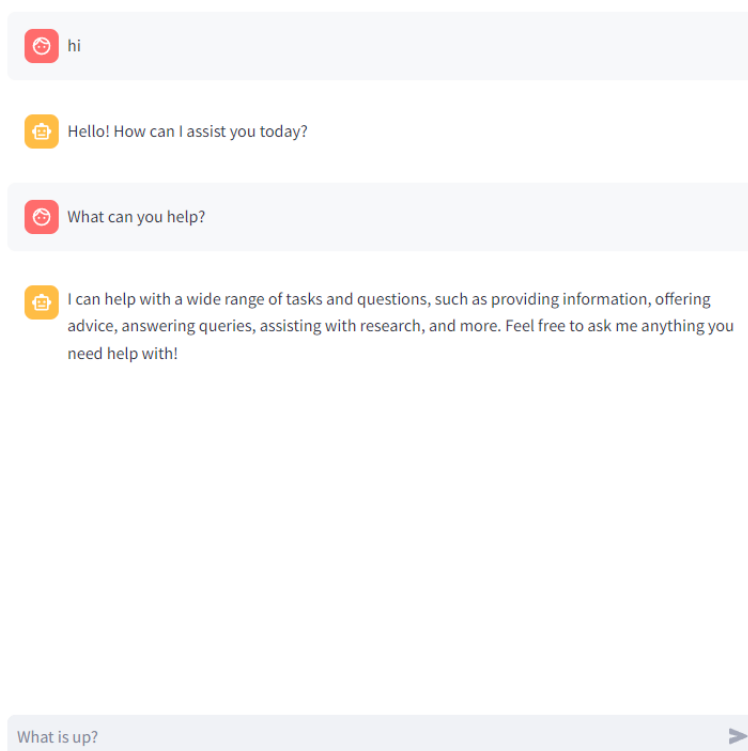 hi
Hello! How can I assist you today?
What can you help?
I can help with a wide range of tasks and questions, such as providing information, offering
advice, answering queries, assisting with research, and more. Feel free to ask me anything you
need help with!
What is up?